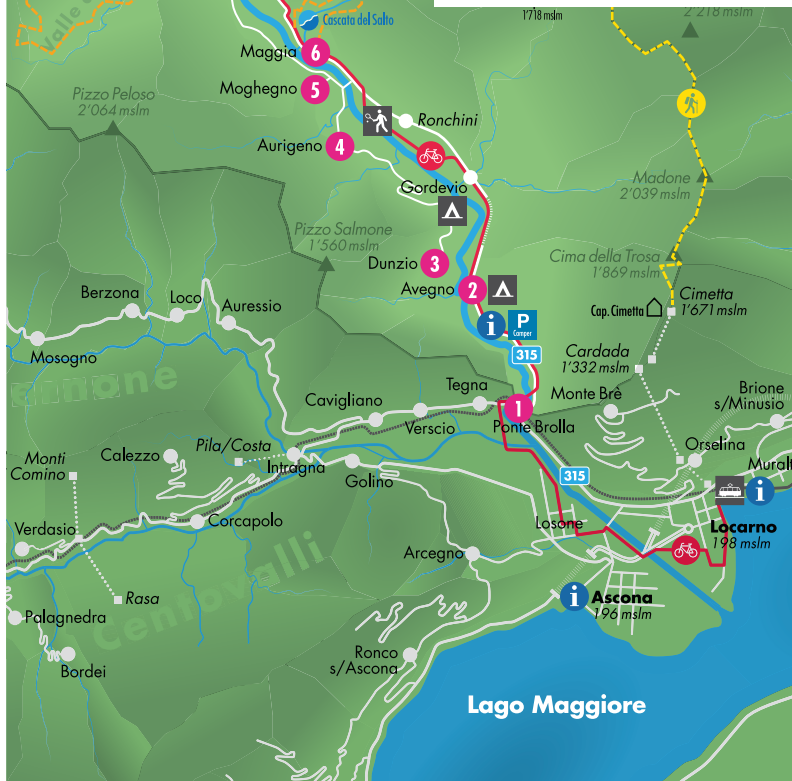 1'718 mslm
2'218 mslm
Cascata del Salto
Maggia
6
Moghegno
5
Pizzo Peloso
2'064 mslm
Ronchini
Aurigeno
4
Madone
2'039 mslm
Gordevio
Pizzo Salmone
1'560 mslm
Dunzio
3
Cima della Trosa
1'869 mslm
Avegno
2
Berzona
Loco
Auressio
Cap. Cimetta
Cimetta
1'671 mslm
i
P
Camper
315
Mosogno
Cardada
1'332 mslm
Cavigliano
Tegna
Monte Brè
Brione
s/Minusio
1
Verscio
Ponte Brolla
Monti
Comino
Calezzo
Pila/Costa
Intragna
Golino
Orselina
Muralt
315
i
Verdasio
Corcapolo
Losone
Locarno
198 mslm
Arcegno
Rasa
i
Ascona
196 mslm
Centovalli
Palagnedra
Bordei
Ronco
s/Ascona
Lago Maggiore